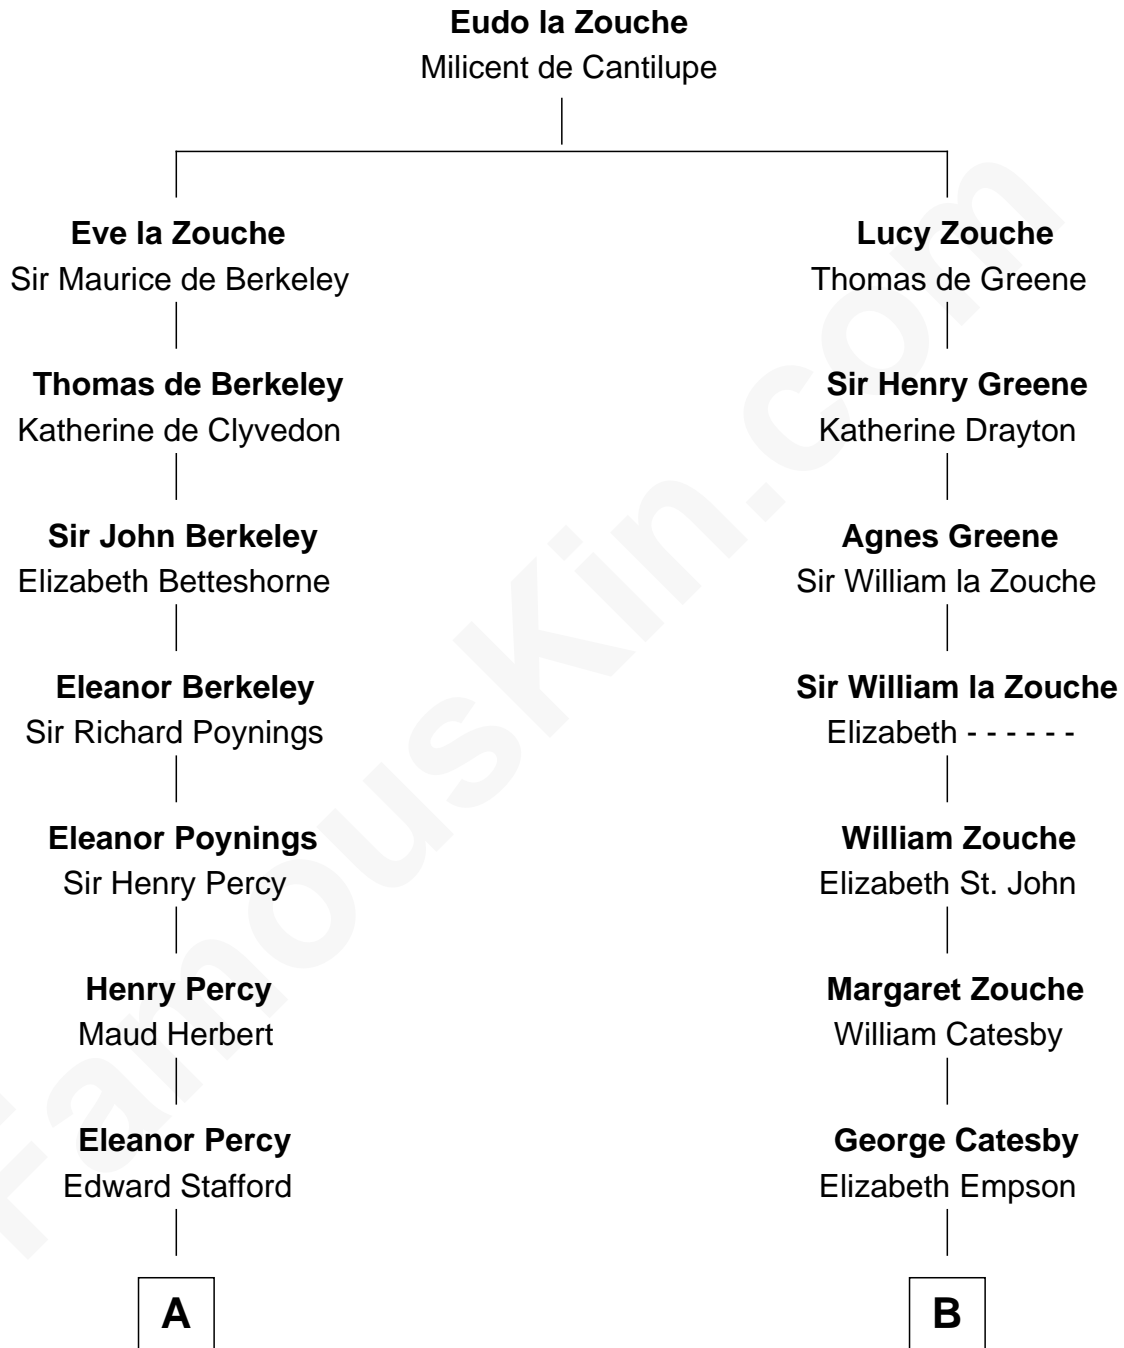 Eudo la Zouche
Milicent de Cantilupe
Eve la Zouche
Sir Maurice de Berkeley
Lucy Zouche
Thomas de Greene
Thomas de Berkeley
Katherine de Clyvedon
Sir Henry Greene
Katherine Drayton
Sir John Berkeley
Elizabeth Betteshorne
Agnes Greene
Sir William la Zouche
Eleanor Berkeley
Sir Richard Poynings
Sir William la Zouche
Elizabeth - - - - - -
Eleanor Poynings
Sir Henry Percy
William Zouche
Elizabeth St. John
Henry Percy
Maud Herbert
Margaret Zouche
William Catesby
Eleanor Percy
Edward Stafford
George Catesby
Elizabeth Empson
A
B
FamousKin.com